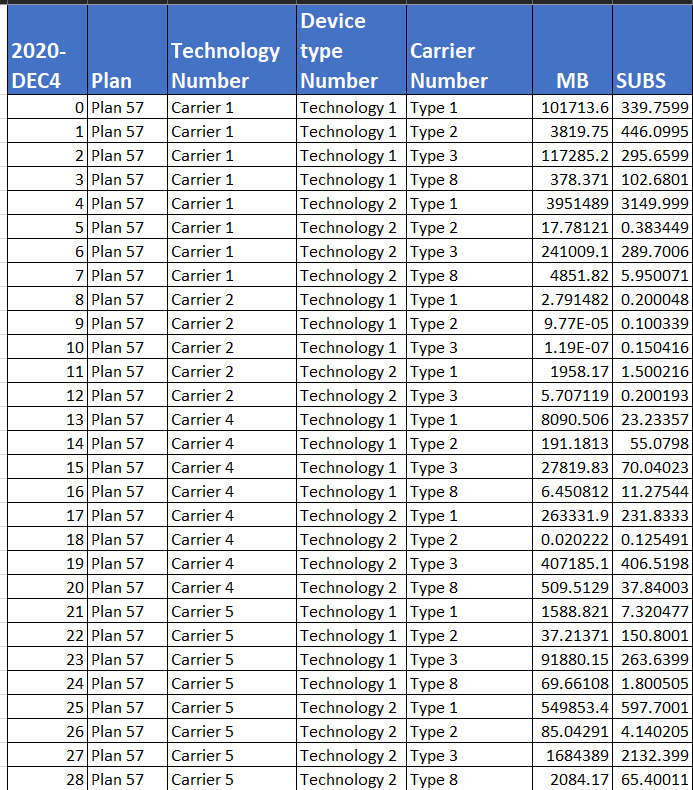 2020-DEC4 Plan Technology Number Device type Number Carrier Number MB SUBS
0 Plan 57 Carrier 1 Technology 1 Type 1 101713.6 339.7599
1 Plan 57 Carrier 1 Technology 1 Type 2 3819.75 446.0995
2 Plan 57 Carrier 1 Technology 1 Type 3 117285.2 295.6599
3 Plan 57 Carrier 1 Technology 1 Type 8 378.371 102.6801
4 Plan 57 Carrier 1 Technology 2 Type 1 3951489 3149.999
5 Plan 57 Carrier 1 Technology 2 Type 2 17.78121 0.383449
6 Plan 57 Carrier 1 Technology 2 Type 3 241009.1 289.7006
7 Plan 57 Carrier 1 Technology 2 Type 8 4851.82 5.950071
8 Plan 57 Carrier 2 Technology 1 Type 1 2.791482 0.200048
9 Plan 57 Carrier 2 Technology 1 Type 2 9.77E-05 0.100339
10 Plan 57 Carrier 2 Technology 1 Type 3 1.19E-07 0.150416
11 Plan 57 Carrier 2 Technology 2 Type 1 1958.17 1.500216
12 Plan 57 Carrier 2 Technology 2 Type 3 5.707119 0.200193
13 Plan 57 Carrier 4 Technology 1 Type 1 8090.506 23.23357
14 Plan 57 Carrier 4 Technology 1 Type 2 191.1813 55.0798
15 Plan 57 Carrier 4 Technology 1 Type 3 27819.83 70.04023
16 Plan 57 Carrier 4 Technology 1 Type 8 6.450812 11.27544
17 Plan 57 Carrier 4 Technology 2 Type 1 263331.9 231.8333
18 Plan 57 Carrier 4 Technology 2 Type 2 0.020222 0.125491
19 Plan 57 Carrier 4 Technology 2 Type 3 407185.1 406.5198
20 Plan 57 Carrier 4 Technology 2 Type 8 509.5129 37.84003
21 Plan 57 Carrier 5 Technology 1 Type 1 1588.821 7.320477
22 Plan 57 Carrier 5 Technology 1 Type 2 37.21371 150.8001
23 Plan 57 Carrier 5 Technology 1 Type 3 91880.15 263.6399
24 Plan 57 Carrier 5 Technology 1 Type 8 69.66108 1.800505
25 Plan 57 Carrier 5 Technology 2 Type 1 549853.4 597.7001
26 Plan 57 Carrier 5 Technology 2 Type 2 85.04291 4.140205
27 Plan 57 Carrier 5 Technology 2 Type 3 1684389 2132.399
28 Plan 57 Carrier 5 Technology 2 Type 8 2084.17 65.40011